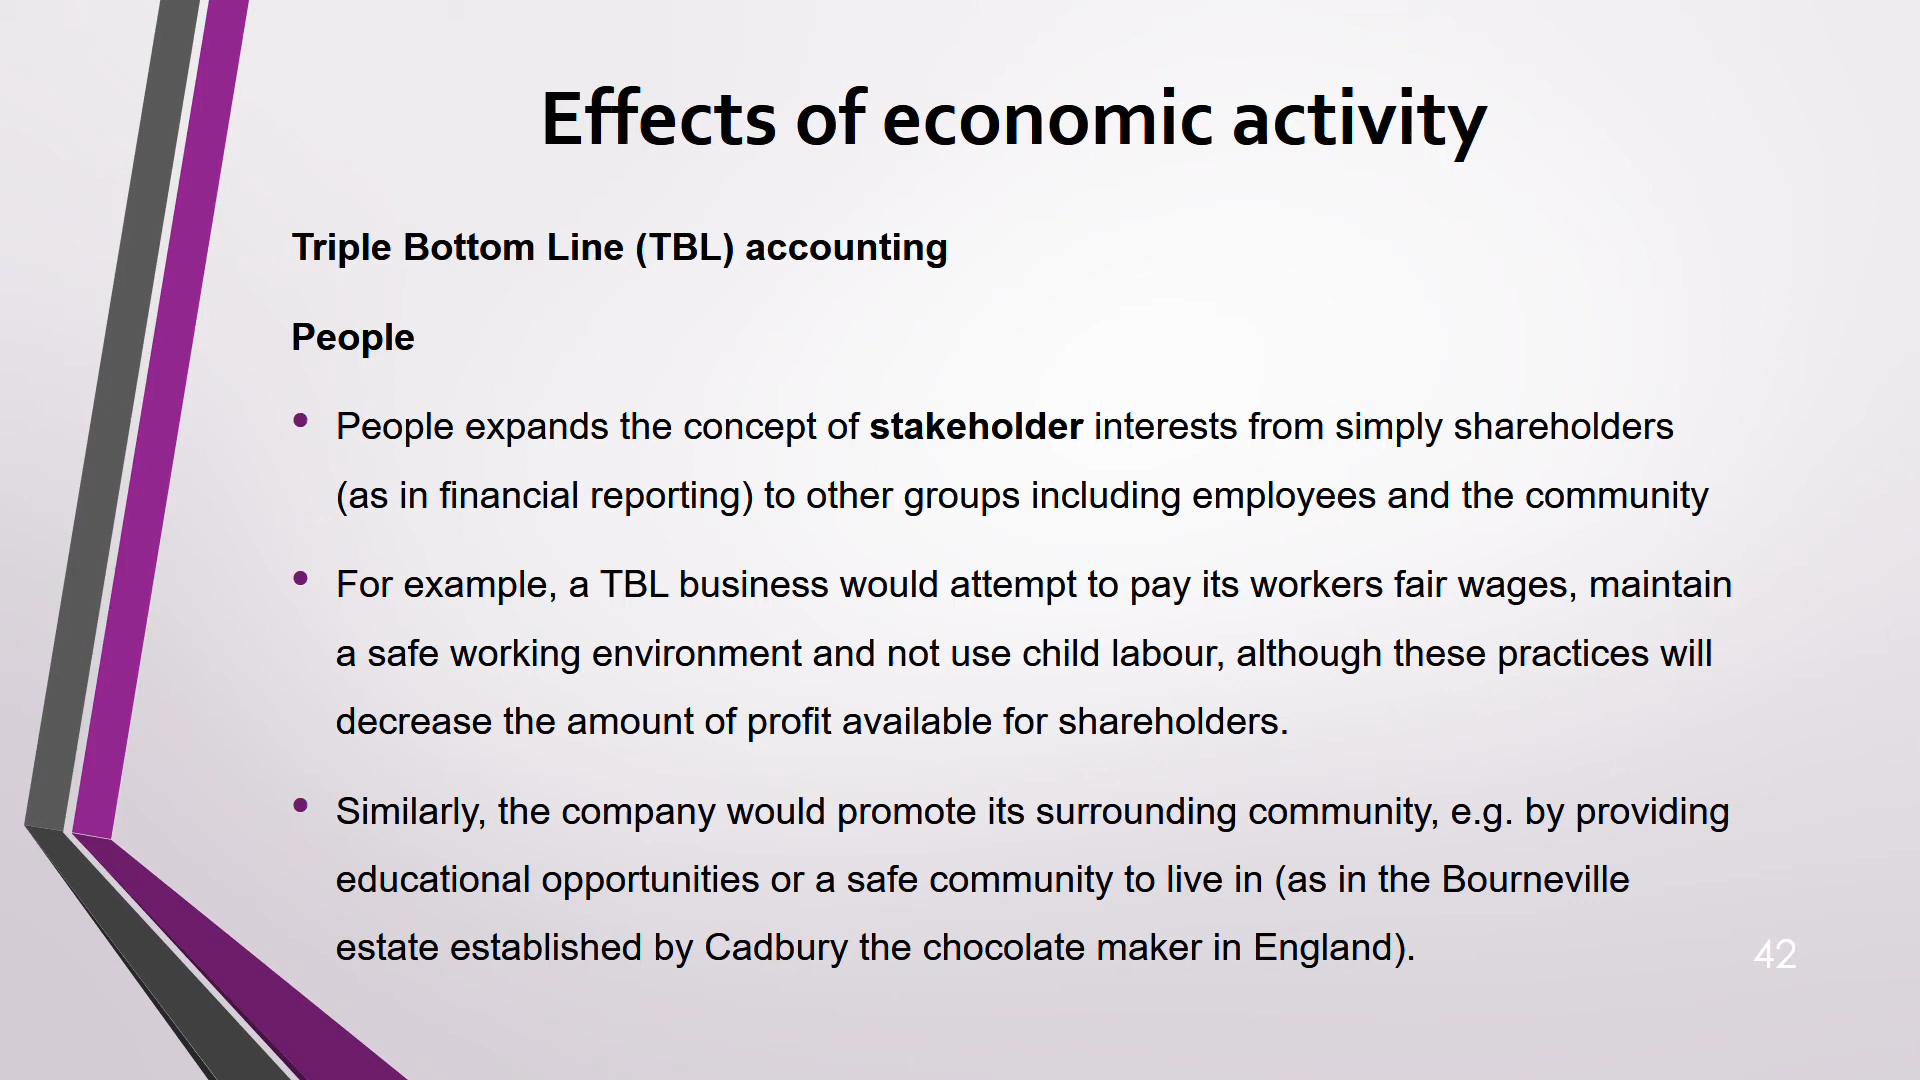 Effects of economic activity
Triple Bottom Line (TBL) accounting
People
• People expands the concept of stakeholder interests from simply shareholders
(as in financial reporting) to other groups including employees and the community
• For example, a TBL business would attempt to pay its workers fair wages, maintain
a safe working environment and not use child labour, although these practices will
decrease the amount of profit available for shareholders.
• Similarly, the company would promote its surrounding community, e.g. by providing
educational opportunities or a safe community to live in (as in the Bourneville
estate established by Cadbury the chocolate maker in England).
42